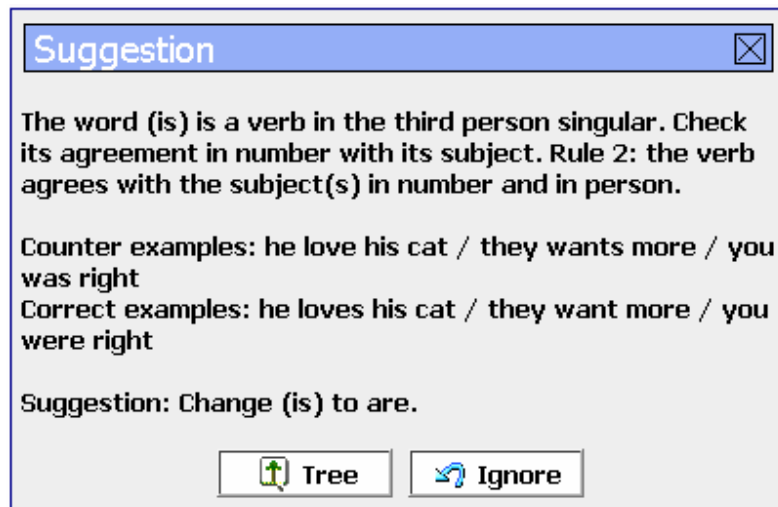 Suggestion
The word (is) is a verb in the third person singular. Check
its agreement in number with its subject. Rule 2: the verb
agrees with the subject(s) in number and in person.
Counter examples: he love his cat / they wants more / you
was right
Correct examples: he loves his cat / they want more / you
were right
Suggestion: Change (is) to are.
Tree
Ignore